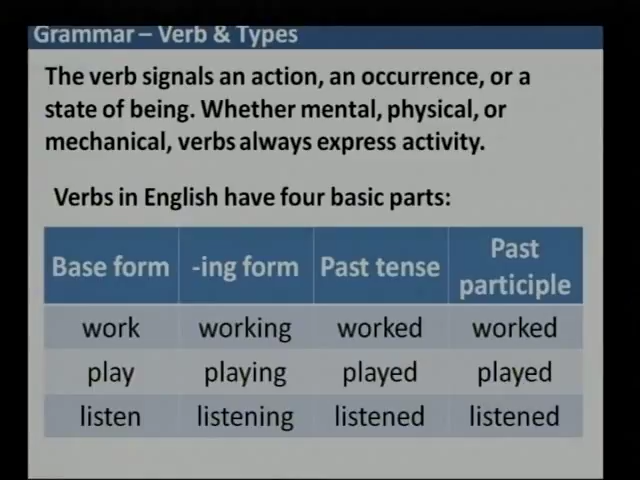 Grammar – Verb & Types
The verb signals an action, an occurrence, or a
state of being. Whether mental, physical, or
mechanical, verbs always express activity.
Verbs in English have four basic parts:
Base form -ing form Past tense Past participle
work working worked worked
play playing played played
listen listening listened listened